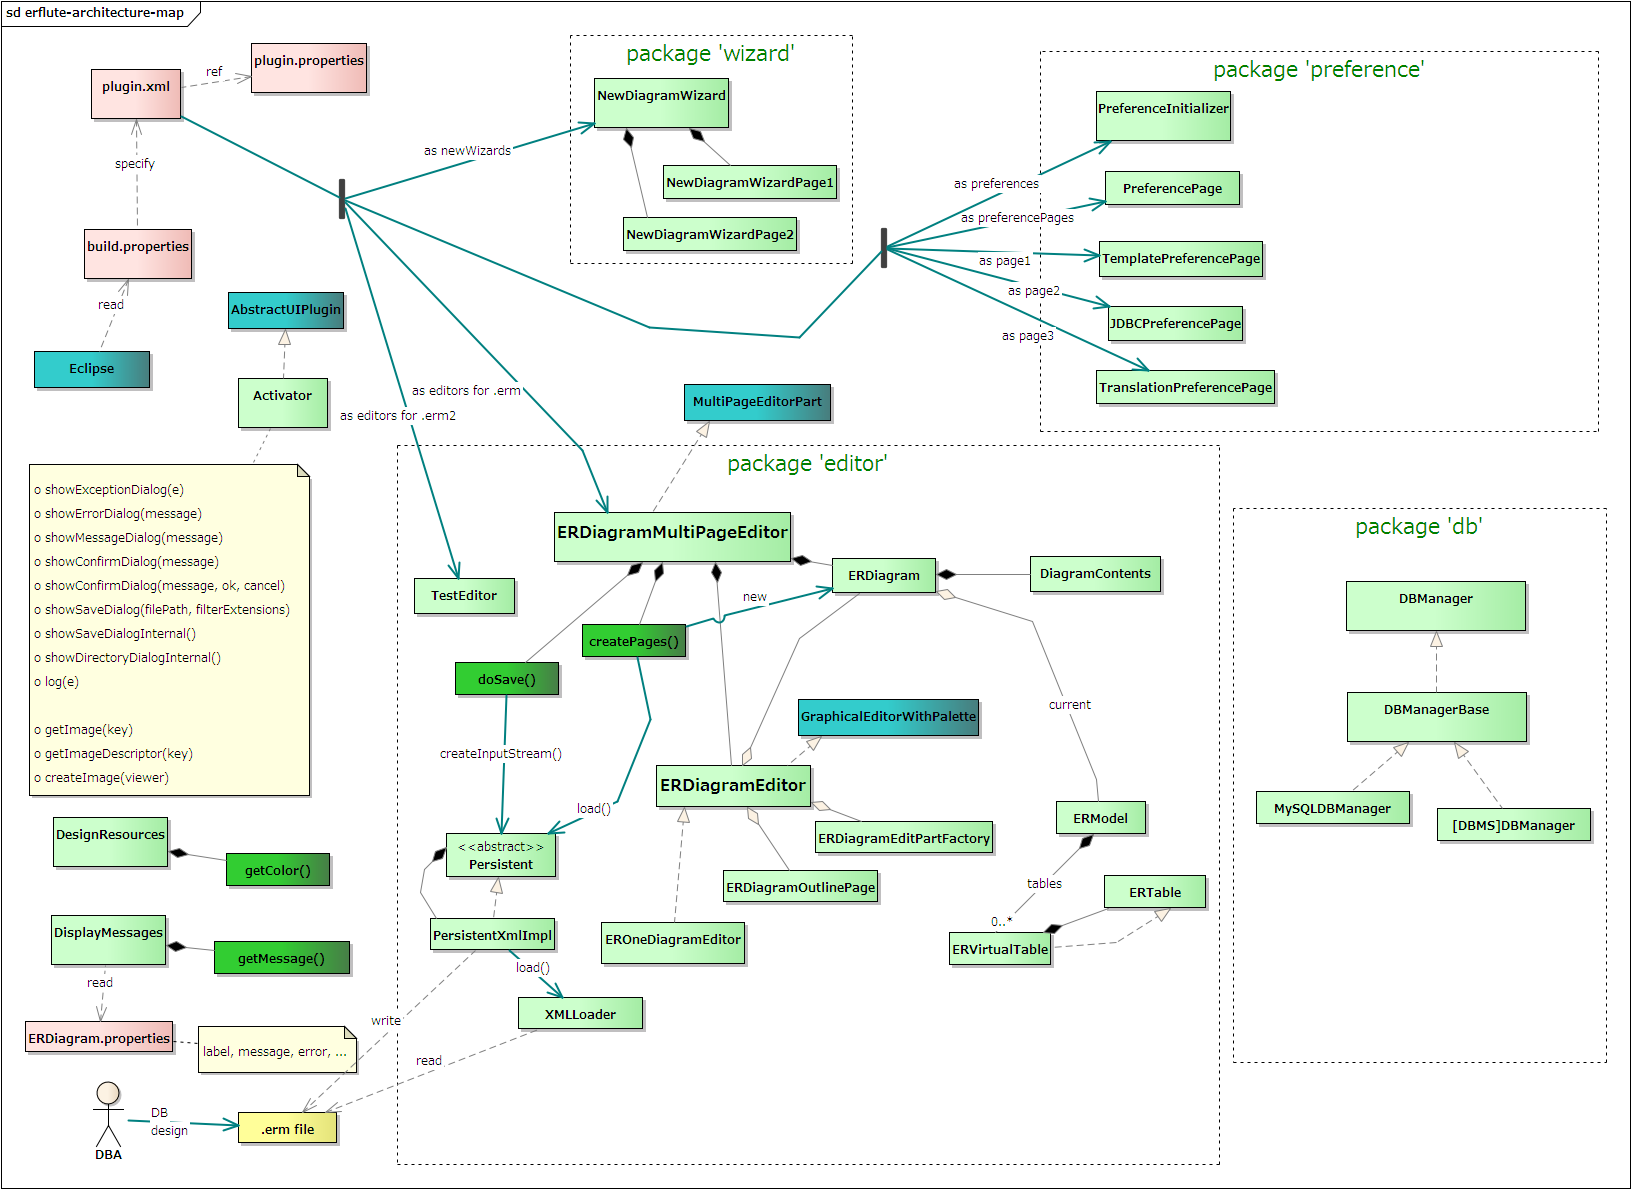 sd erflute-architecture-map
plugin.xml
ref
plugin.properties
specify
build.properties
read
Eclipse
AbstractUIPlugin
Activator
o showExceptionDialog(e)
o showErrorDialog(message)
o showMessageDialog(message)
o showConfirmDialog(message)
o showConfirmDialog(message, ok, cancel)
o showSaveDialog(filePath, filterExtensions)
o showSaveDialogInternal()
o showDirectoryDialogInternal()
o log(e)
o getImage(key)
o getImageDescriptor(key)
o createImage(viewer)
DesignResources
getColor()
DisplayMessages
getMessage()
read
ERDiagram.properties
label, message, error, ...
DBA
DB
design
.erm file
package 'wizard'
NewDiagramWizard
as newWizards
NewDiagramWizardPage1
NewDiagramWizardPage2
package 'preference'
PreferenceInitializer
as preferences
PreferencePage
as preferencePages
TemplatePreferencePage
as page1
as page2
JDBCPreferencePage
as page3
TranslationPreferencePage
as editors for .erm
as editors for .erm2
MultiPageEditorPart
package 'editor'
ERDiagramMultiPageEditor
TestEditor
ERDiagram
DiagramContents
new
createPages()
doSave()
createInputStream()
load()
current
GraphicalEditorWithPalette
ERDiagramEditor
ERDiagramEditPartFactory
ERDiagramOutlinePage
EROneDiagramEditor
<<abstract>>
Persistent
PersistentXmlImpl
load()
XMLLoader
write
read
ERModel
tables
0..*
ERTable
ERVirtualTable
package 'db'
DBManager
DBManagerBase
MySQLDBManager
[DBMS]DBManager